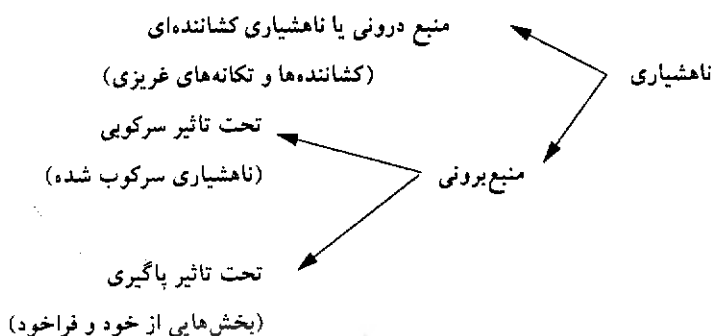 منبع درونی یا ناهشیاری کشاننده‌ای
(کشاننده‌ها و تکانه‌های غریزی)
ناهشیاری
تحت تاثیر سرکوبی
(ناهشیاری سرکوب شده)
منبع‌برونی
تحت تاثیر پاگیری
(بخش‌هایی از خود و فراخود)